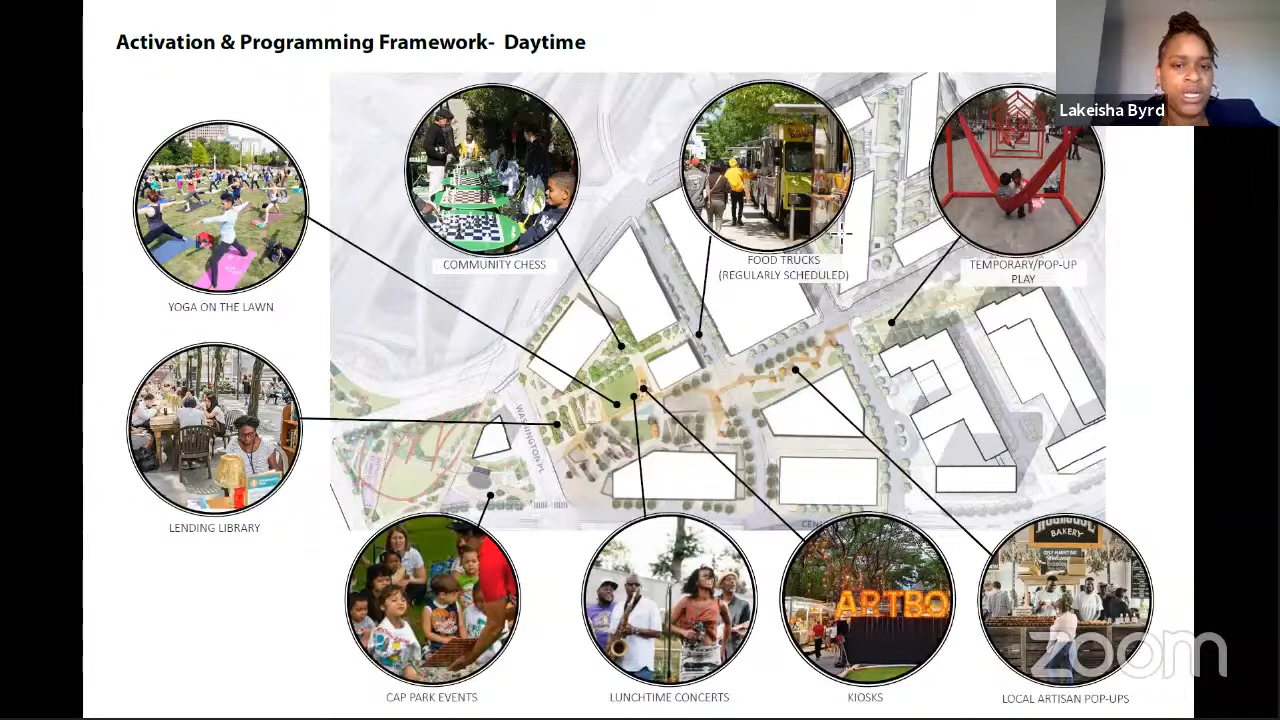 Activation & Programming Framework- Daytime
Lakeisha Byrd
COMMUNITY CHESS
FOOD TRUCKS
(REGULARLY SCHEDULED)
TEMPORARY/POP-UP
PLAY
YOGA ON THE LAWN
WASHINGTON PL
LENDING LIBRARY
ARTBO
BAKERY
CAP PARK EVENTS
LUNCHTIME CONCERTS
KIOSKS
LOCAL ARTISAN POP-UPS
zoom